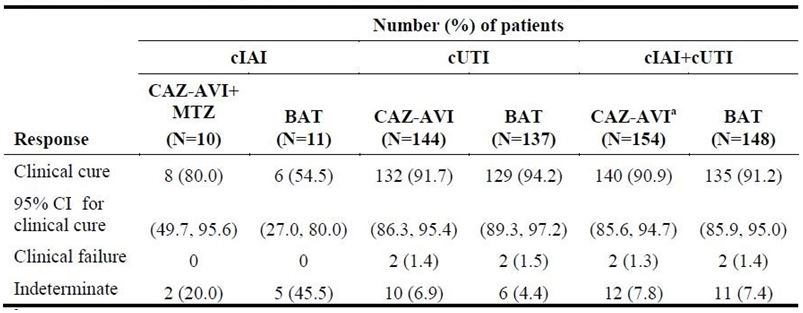 Number (%) of patients
cIAI cUTI cIAI+cUTI
CAZ-AVI+
MTZ BAT CAZ-AVI BAT CAZ-AVIa BAT
Response (N=10) (N=11) (N=144) (N=137) (N=154) (N=148)
Clinical cure 8 (80.0) 6 (54.5) 132 (91.7) 129 (94.2) 140 (90.9) 135 (91.2)
95% CI for
clinical cure (49.7, 95.6) (27.0, 80.0) (86.3, 95.4) (89.3, 97.2) (85.6, 94.7) (85.9, 95.0)
Clinical failure 0 0 2 (1.4) 2 (1.5) 2 (1.3) 2 (1.4)
Indeterminate 2 (20.0) 5 (45.5) 10 (6.9) 6 (4.4) 12 (7.8) 11 (7.4)